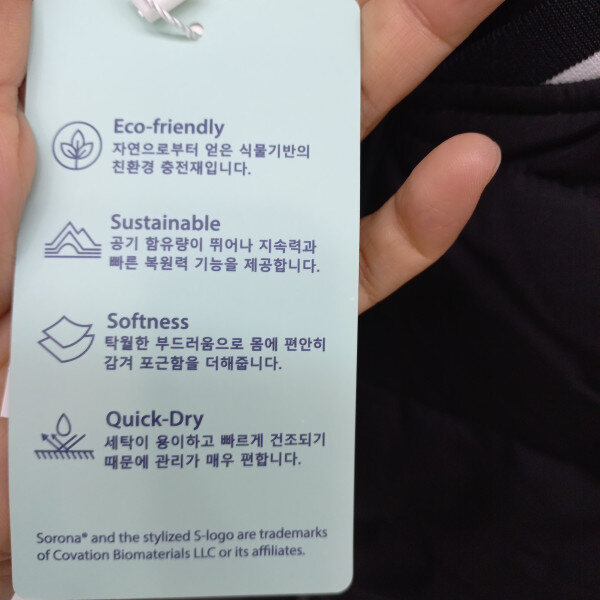 Eco-friendly
자연으로부터 얻은 식물기반의
친환경 충전재입니다.
Sustainable
공기 함유량이 뛰어나 지속력과
빠른 복원력 기능을 제공합니다.
Softness
탁월한 부드러움으로 몸에 편안히
감겨 포근함을 더해줍니다.
Quick-Dry
세탁이 용이하고 빠르게 건조되기
때문에 관리가 매우 편합니다.
Sorona® and the stylized S-logo are trademarks
of Covation Biomaterials LLC or its affiliates.